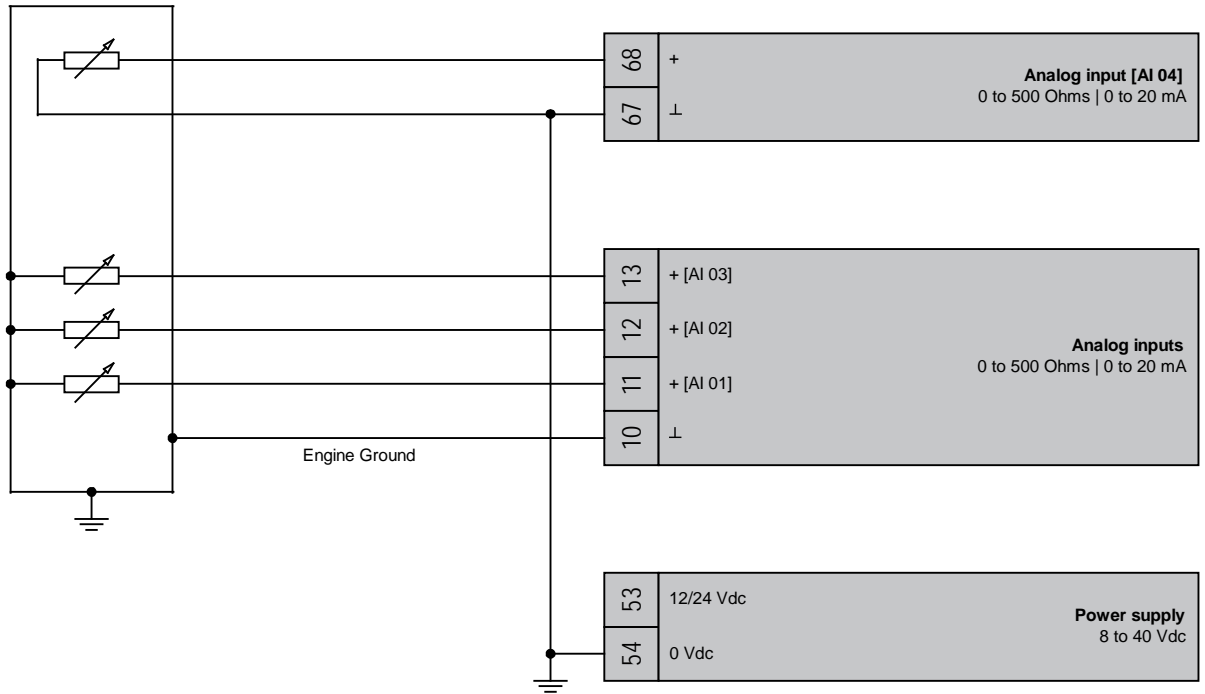 68
+
Analog input [AI 04]
0 to 500 Ohms | 0 to 20 mA
67
⊥
13
+ [AI 03]
12
+ [AI 02]
Analog inputs
0 to 500 Ohms | 0 to 20 mA
11
+ [AI 01]
10
⊥
Engine Ground
53
12/24 Vdc
Power supply
8 to 40 Vdc
54
0 Vdc